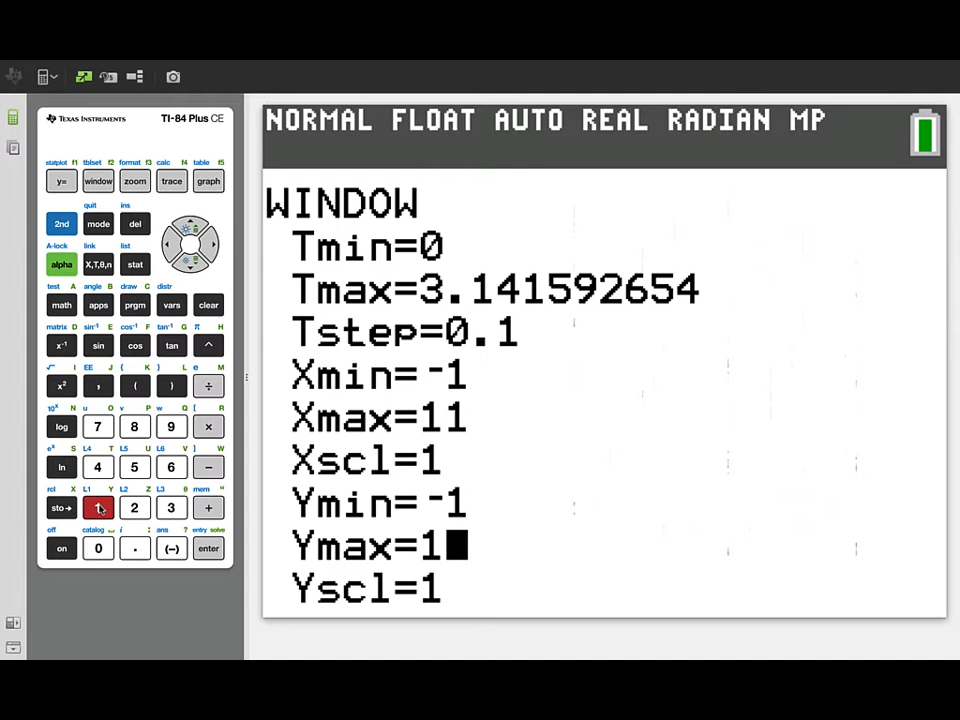 TEXAS INSTRUMENTS TI-84 Plus CE
statplot f1 tblset f2 format f3 calc f4 table f5
y= window zoom trace graph
quit ins
2nd mode del
A-lock link list
alpha X,T,θ,n stat
test A angle B draw C distr
math apps prgm vars clear
matrix D sin⁻¹ E cos⁻¹ F tan⁻¹ G π H
x⁻¹ sin cos tan ^
√ I EE J { K } L e M
x² , ( ) ÷
10ˣ N u O v P w Q [ R
log 7 8 9 ×
eˣ S L4 T L5 U L6 V ] W
ln 4 5 6 −
rcl X L1 Y L2 Z L3 θ mem "
sto→ 1 2 3 +
off catalog i : ans ? entry solve
on 0 . (−) enter
NORMAL FLOAT AUTO REAL RADIAN MP
WINDOW
Tmin=0
Tmax=3.141592654
Tstep=0.1
Xmin=-1
Xmax=11
Xscl=1
Ymin=-1
Ymax=1
Yscl=1